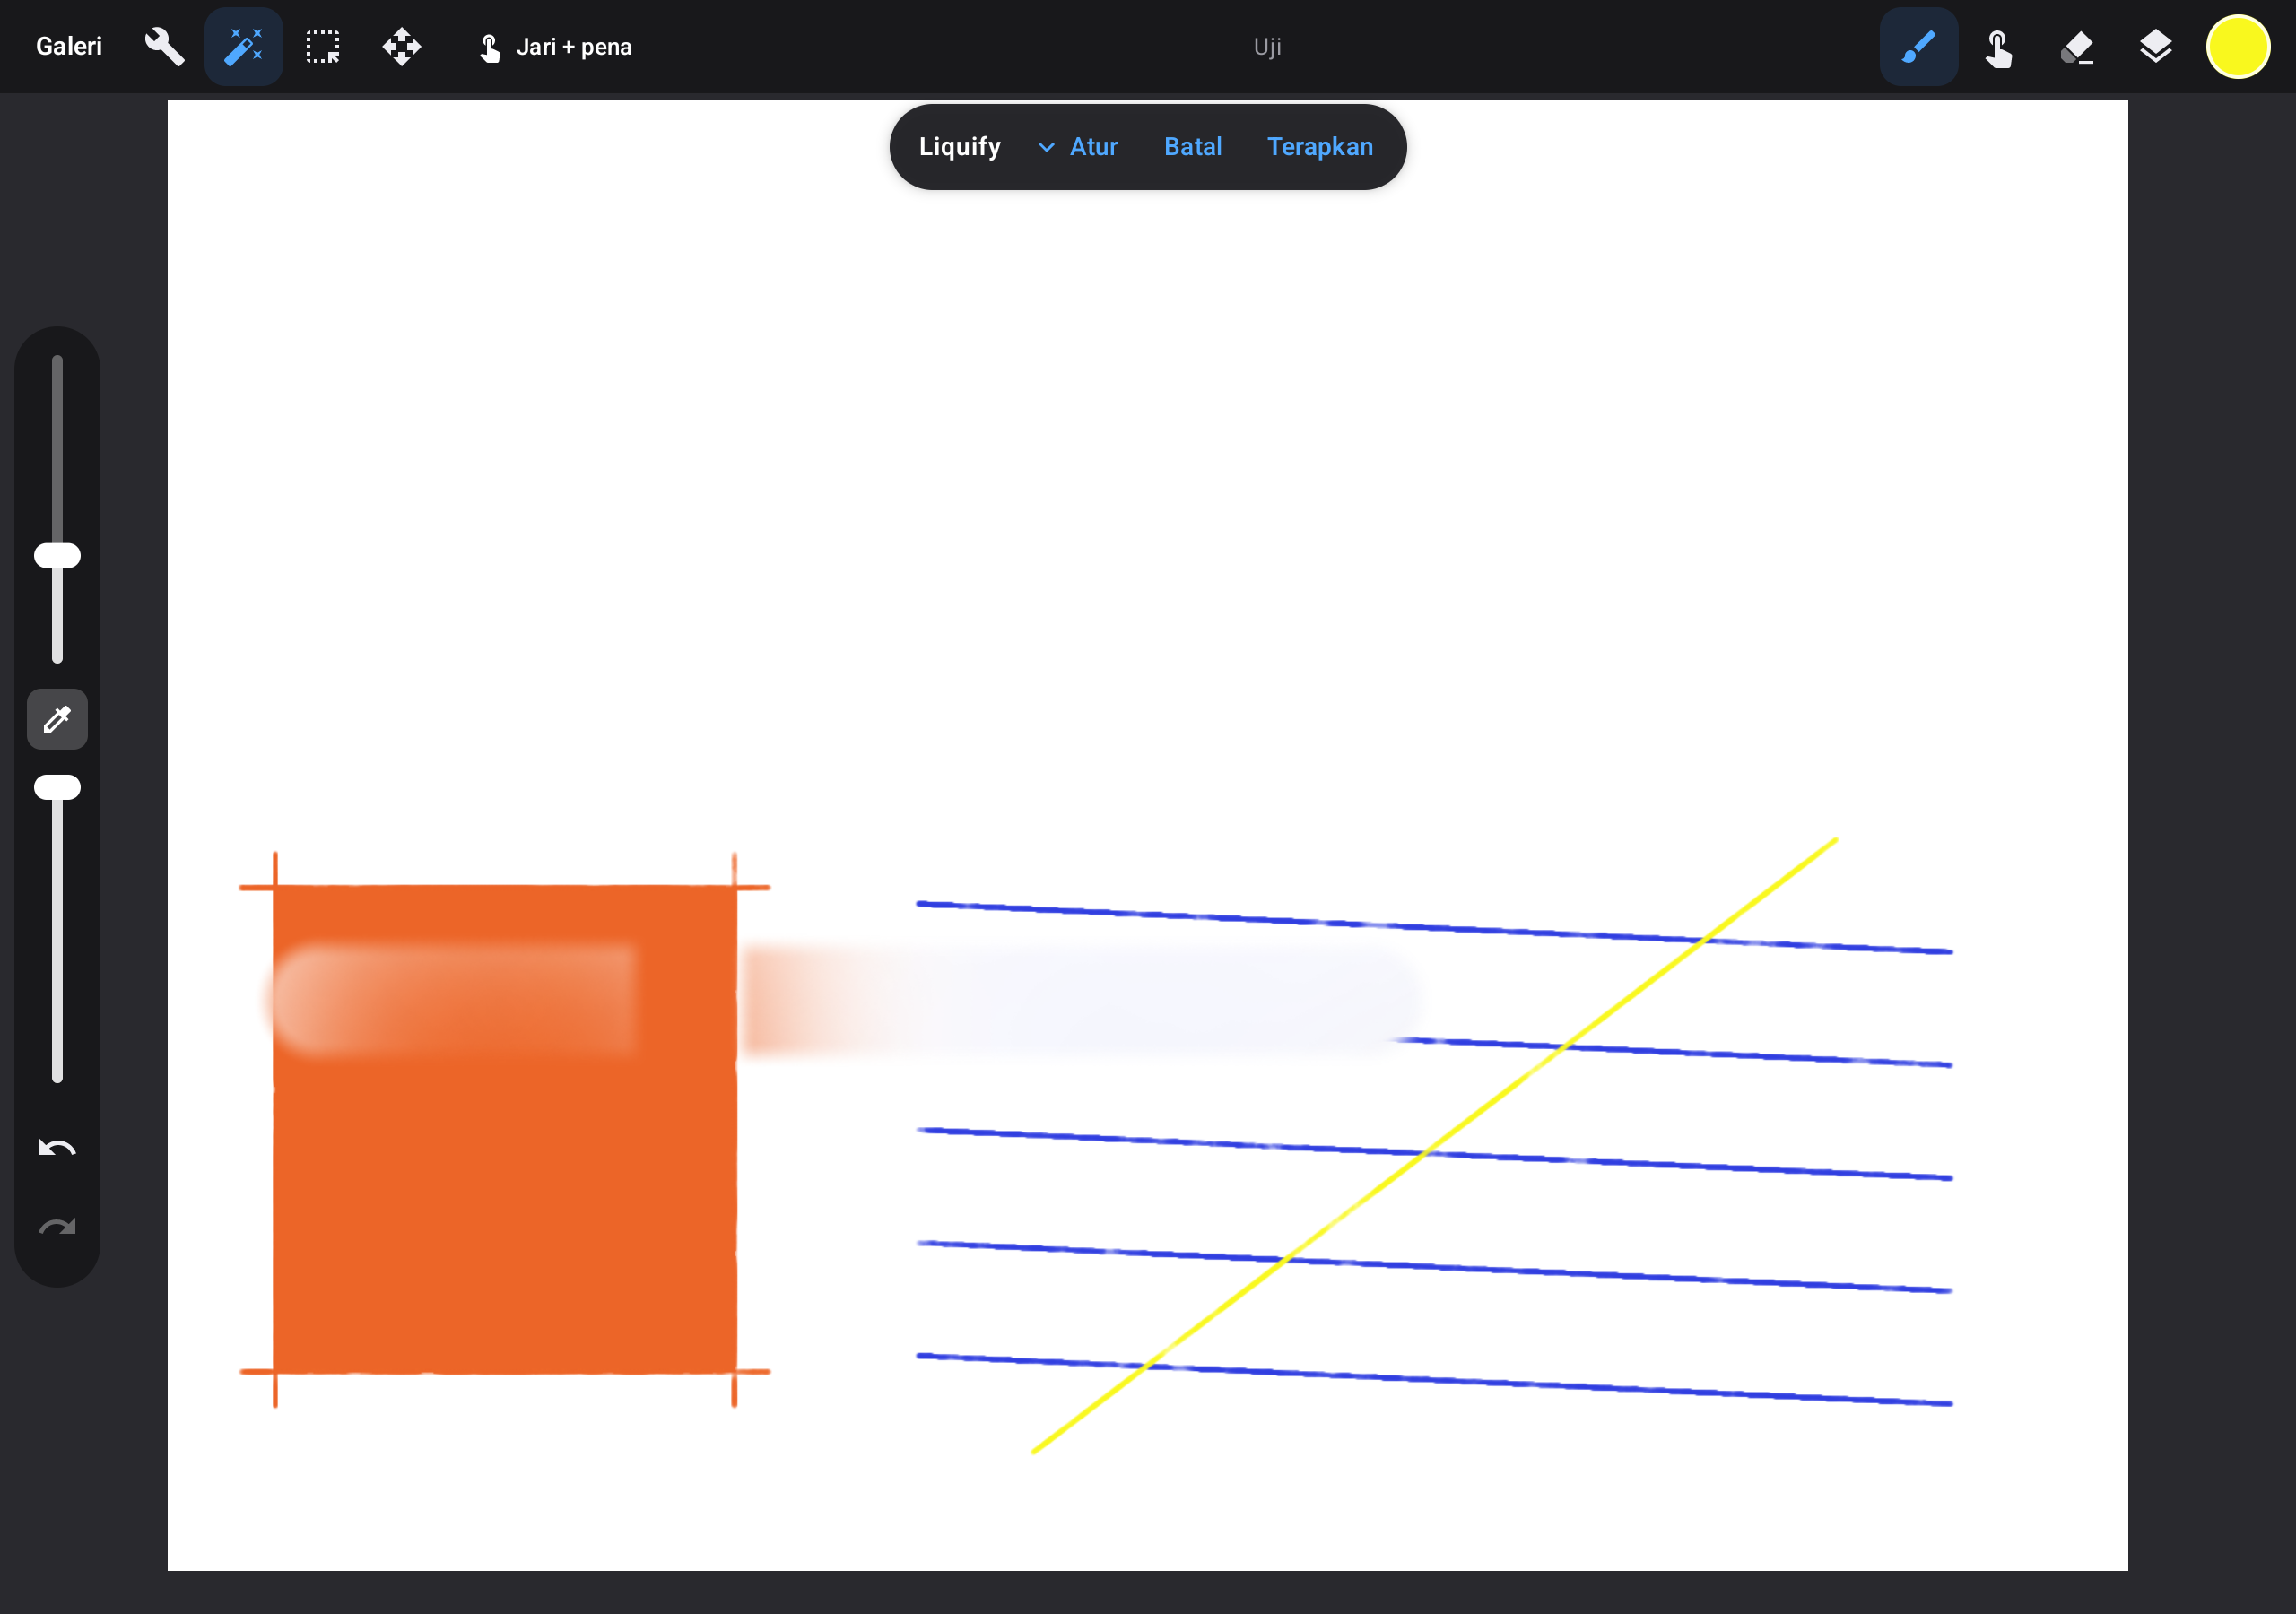 Galeri
Jari + pena
Uji
Liquify
Atur
Batal
Terapkan